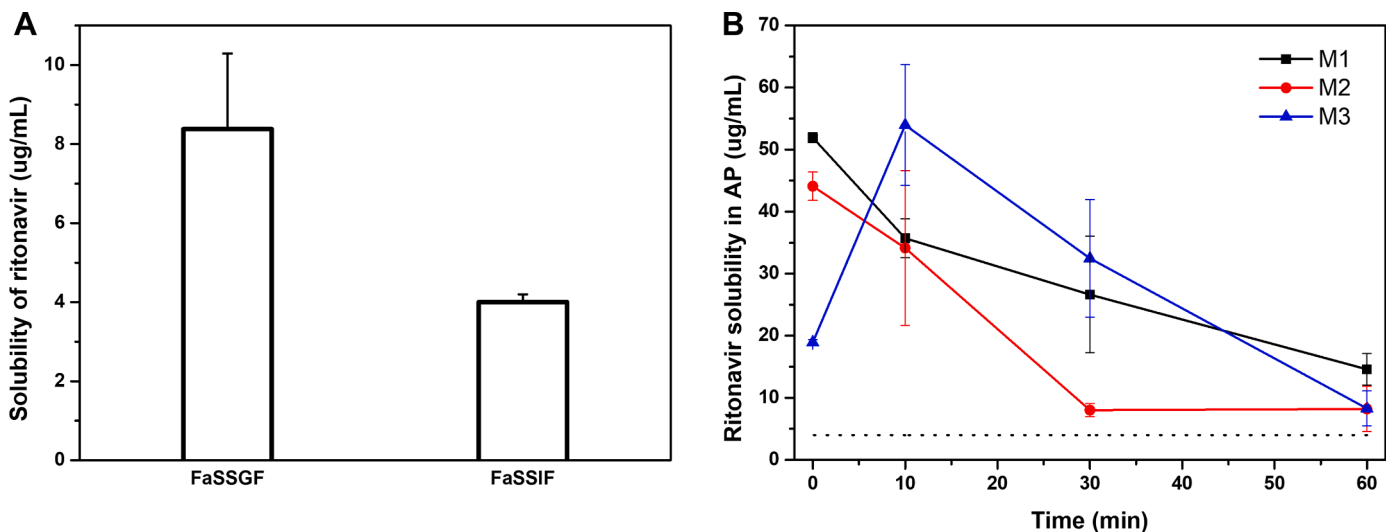 A
Solubility of ritonavir (ug/mL)
10
8
6
4
2
0
FaSSGF
FaSSIF
B
Ritonavir solubility in AP (ug/mL)
70
60
50
40
30
20
10
0
M1
M2
M3
0
10
20
30
40
50
60
Time (min)